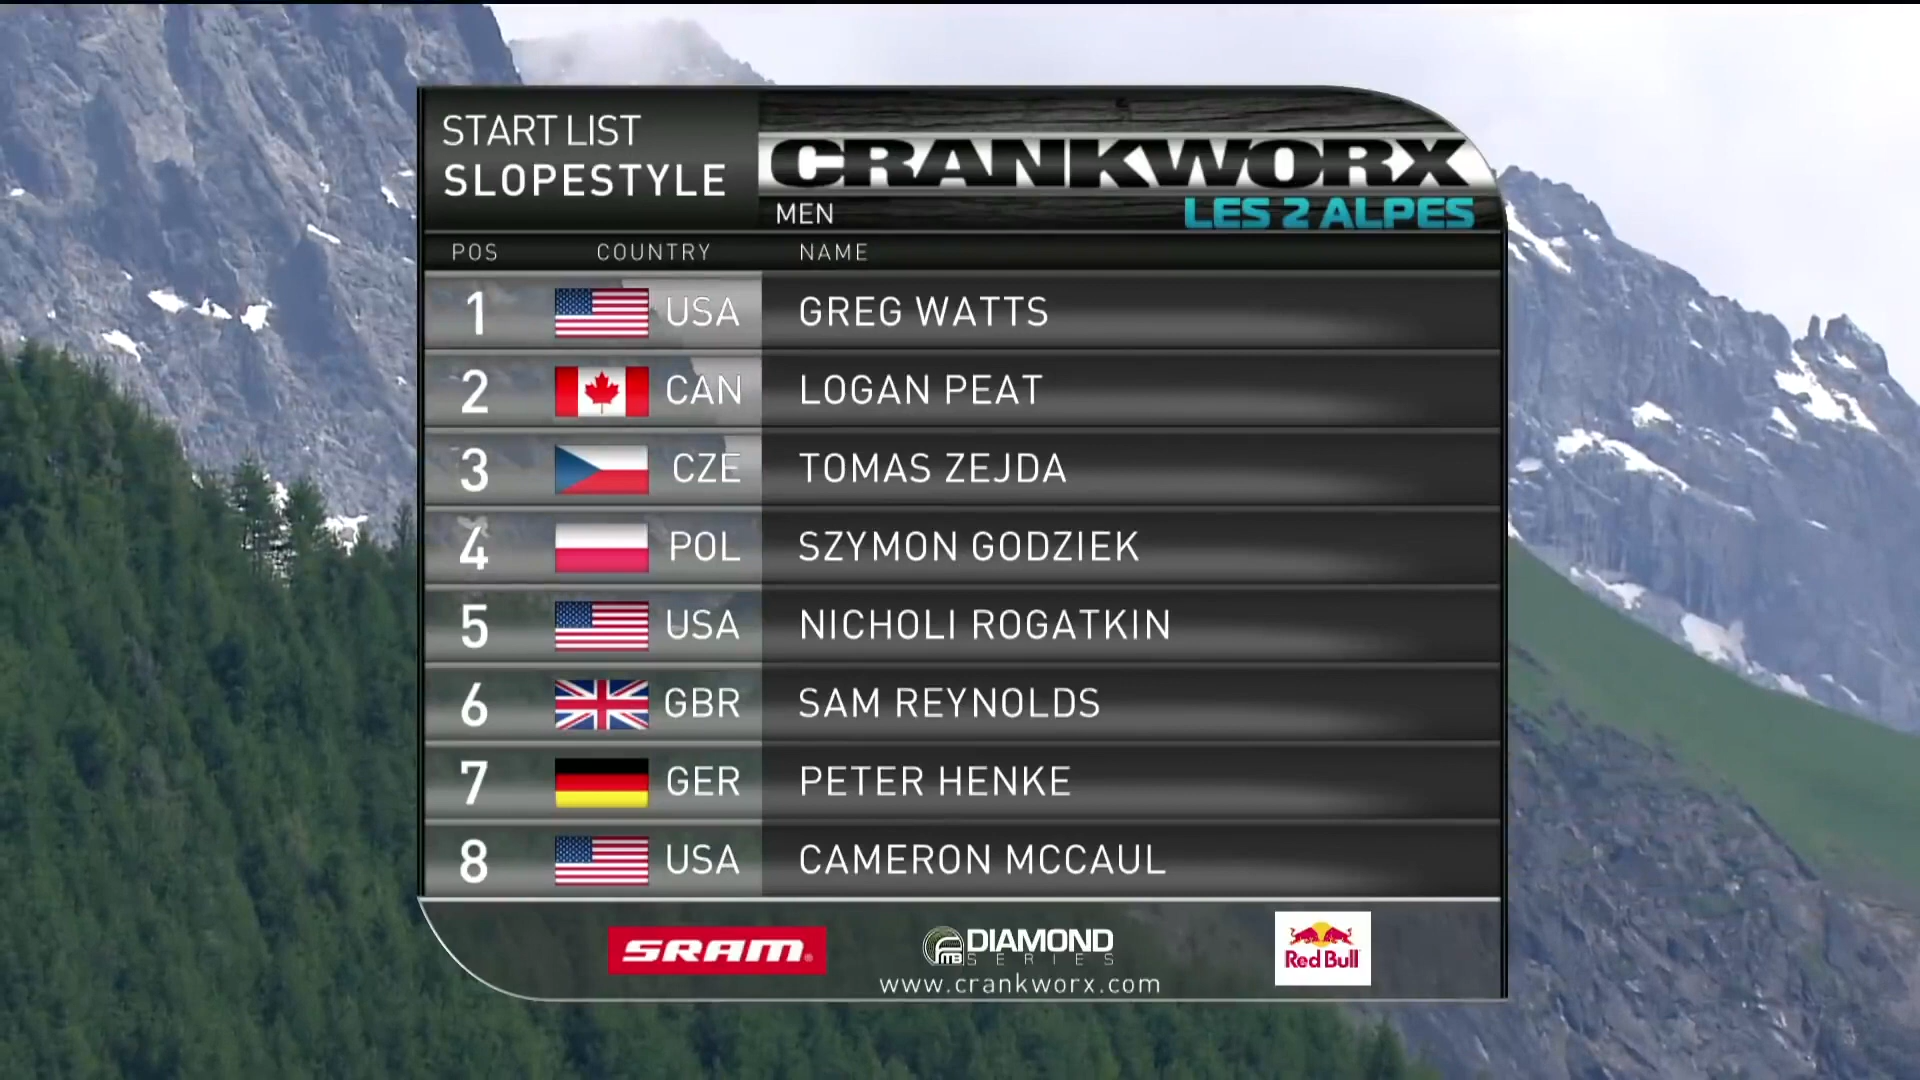 START LIST
SLOPESTYLE
CRANKWORX
LES 2 ALPES
MEN
POS COUNTRY NAME
1 USA GREG WATTS
2 CAN LOGAN PEAT
3 CZE TOMAS ZEJDA
4 POL SZYMON GODZIEK
5 USA NICHOLI ROGATKIN
6 GBR SAM REYNOLDS
7 GER PETER HENKE
8 USA CAMERON MCCAUL
SRAM
FMB DIAMOND
SERIES
Red Bull
www.crankworx.com